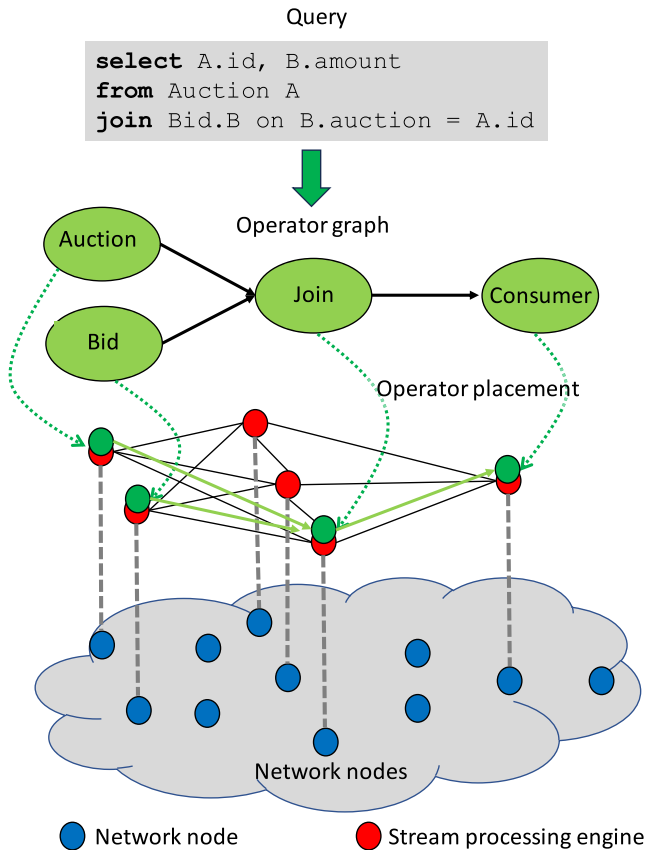 Query
select A.id, B.amount
from Auction A
join Bid.B on B.auction = A.id
Operator graph
Auction
Join
Consumer
Bid
Operator placement
Network nodes
Network node
Stream processing engine